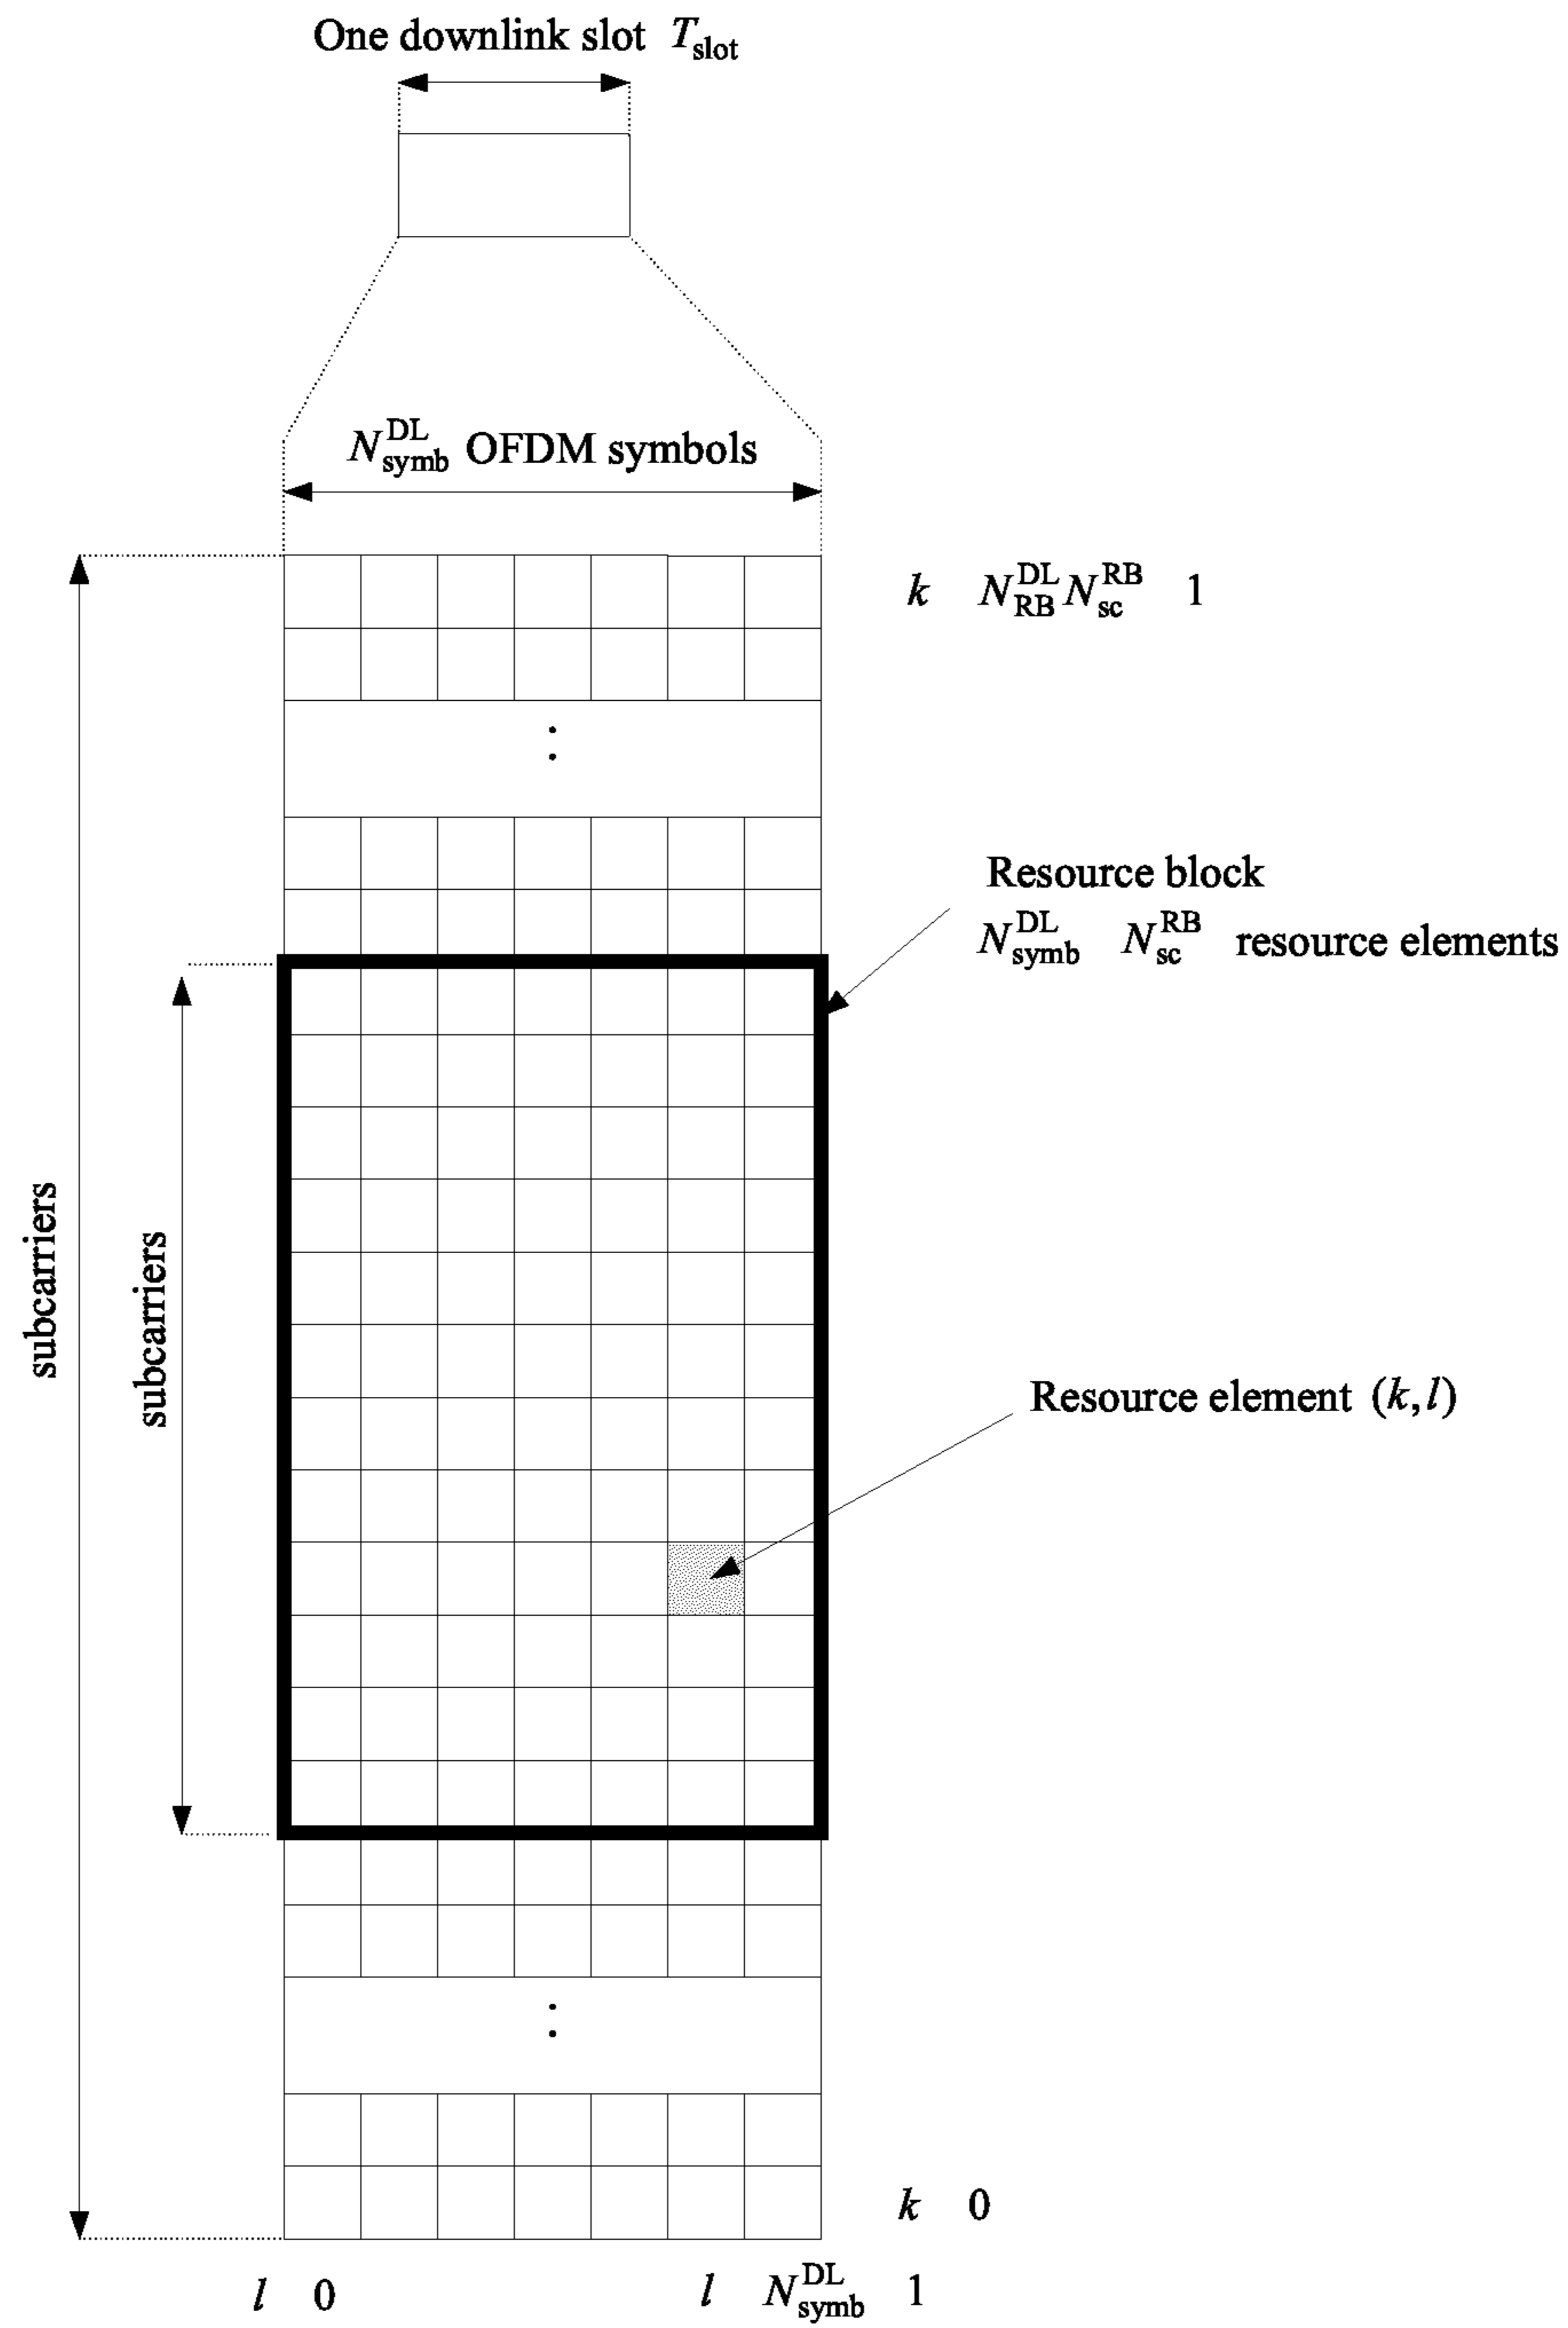 One downlink slot T_slot
N_symb^DL OFDM symbols
k N_RB^DL N_sc^RB 1
Resource block
N_symb^DL N_sc^RB resource elements
subcarriers
subcarriers
Resource element (k, l)
k 0
l 0 l N_symb^DL 1